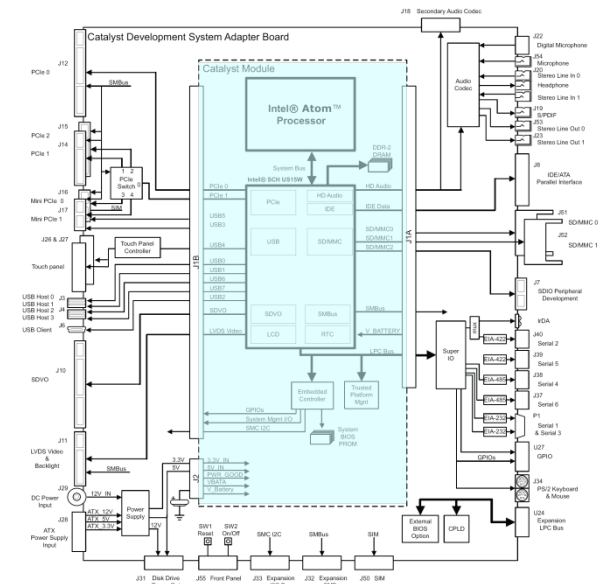 J18 Secondary Audio Codec
Catalyst Development System Adapter Board
Catalyst Module
J12
PCIe 0
SMBus
J15
PCIe 2
J14
PCIe 1
1 2
PCIe
Switch
3 4
J16
Mini PCIe 0
J17
SIM
Mini PCIe 1
J26 & J27
Touch Panel
Controller
Touch panel
USB Host 0
J3
USB Host 1
USB Host 2
J4
USB Host 3
USB Client
J6
SDVO
J10
J11
LVDS Video
&
Backlight
SMBus
J29
DC Power
Input
12V_IN
J28
ATX
Power Supply
Input
ATX_12V
ATX_5V
ATX_3.3V
Power
Supply
12V
3.3V
5V
J1B
J2
J1A
Intel® Atom™
Processor
DDR-2
DRAM
System Bus
Intel® SCH US15W
PCIe 0
PCIe 1
USB5
USB3
USB4
USB0
USB1
USB6
USB7
USB2
SDVO
LVDS Video
PCIe
HD Audio
IDE
USB
SD/MMC
SDVO
SMBus
LCD
RTC
HD Audio
IDE Data
SD/MMC0
SD/MMC1
SD/MMC2
SMBus
V_BATTERY
LPC Bus
Embedded
Controller
Trusted
Platform
Mgmt
GPIOs
System Mgmt I/O
SMC I2C
System
BIOS
PROM
3.3V_IN
5V_IN
PWR_GOOD
VBATA
V_Battery
Audio
Codec
J22
Digital Microphone
J54
Microphone
J20
Stereo Line In 0
Headphone
Stereo Line In 1
J19
S/PDIF
J53
Stereo Line Out 0
J23
Stereo Line Out 1
J8
IDE/ATA
Parallel Interface
J51
SD/MMC 0
J52
SD/MMC 1
J7
SDIO Peripheral
Development
IrDA
Super
IO
EIA-422
J40
Serial 2
EIA-422
J39
Serial 5
EIA-485
J38
Serial 4
EIA-485
J37
Serial 6
EIA-232
EIA-232
P1
Serial 1
& Serial 3
U27
GPIO
GPIOs
J34
PS/2 Keyboard
& Mouse
External
BIOS
Option
CPLD
U24
Expansion
LPC Bus
SW1
Reset
SW2
On/Off
SMC I2C
SMBus
SIM
J31 Disk Drive
J55 Front Panel
J33 Expansion
J32 Expansion
J50 SIM